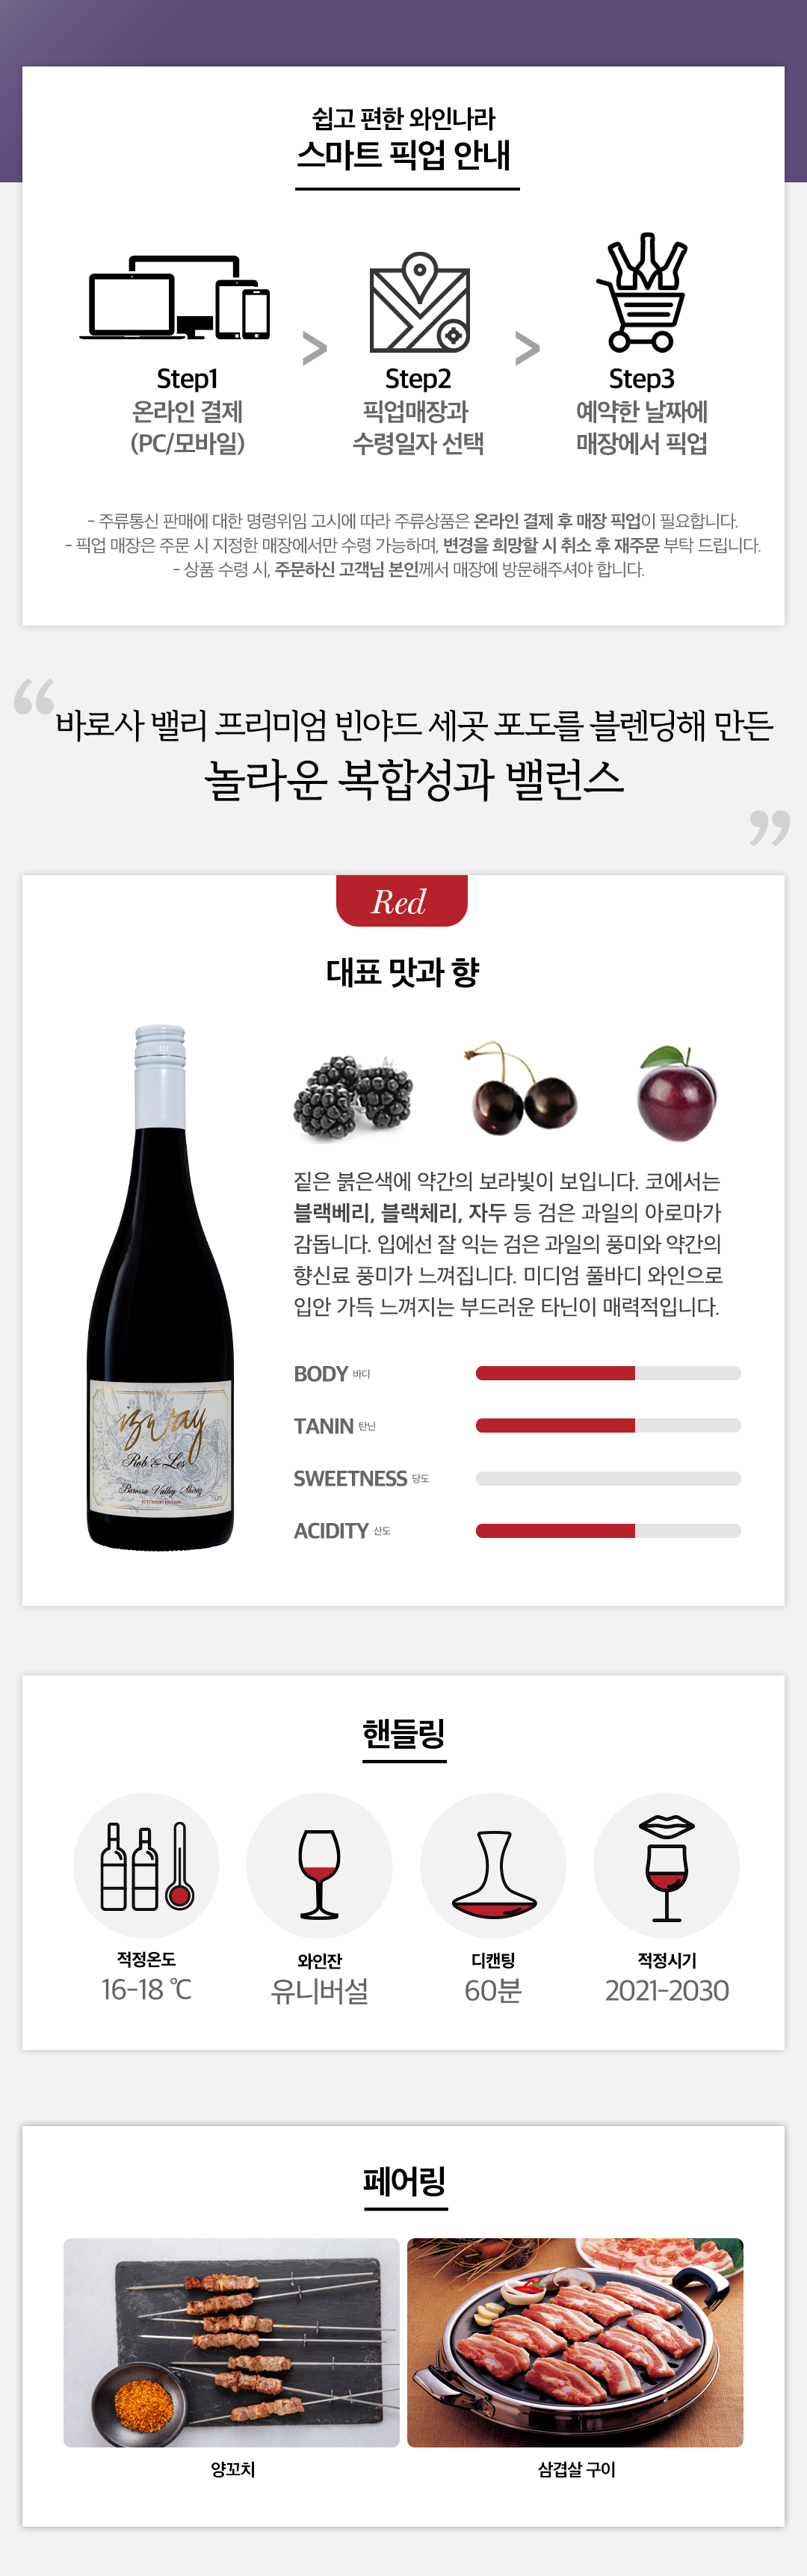 쉽고 편한 와인나라
스마트 픽업 안내
Step1
온라인 결제
(PC/모바일)
>
Step2
픽업매장과
수령일자 선택
>
Step3
예약한 날짜에
매장에서 픽업
- 주류통신 판매에 대한 명령위임 고시에 따라 주류상품은 온라인 결제 후 매장 픽업이 필요합니다.
- 픽업 매장은 주문 시 지정한 매장에서만 수령 가능하며, 변경을 희망할 시 취소 후 재주문 부탁 드립니다.
- 상품 수령 시, 주문하신 고객님 본인께서 매장에 방문해주셔야 합니다.
“바로사 밸리 프리미엄 빈야드 세곳 포도를 블렌딩해 만든
놀라운 복합성과 밸런스”
Red
대표 맛과 향
짙은 붉은색에 약간의 보라빛이 보입니다. 코에서는
블랙베리, 블랙체리, 자두 등 검은 과일의 아로마가
감돕니다. 입에선 잘 익는 검은 과일의 풍미와 약간의
향신료 풍미가 느껴집니다. 미디엄 풀바디 와인으로
입안 가득 느껴지는 부드러운 타닌이 매력적입니다.
izway
Rob & Les
Barossa Valley Shiraz
750ml
BODY 바디
TANIN 탄닌
SWEETNESS 당도
ACIDITY 산도
핸들링
적정온도
16-18 ℃
와인잔
유니버설
디캔팅
60분
적정시기
2021-2030
페어링
양꼬치
삼겹살 구이